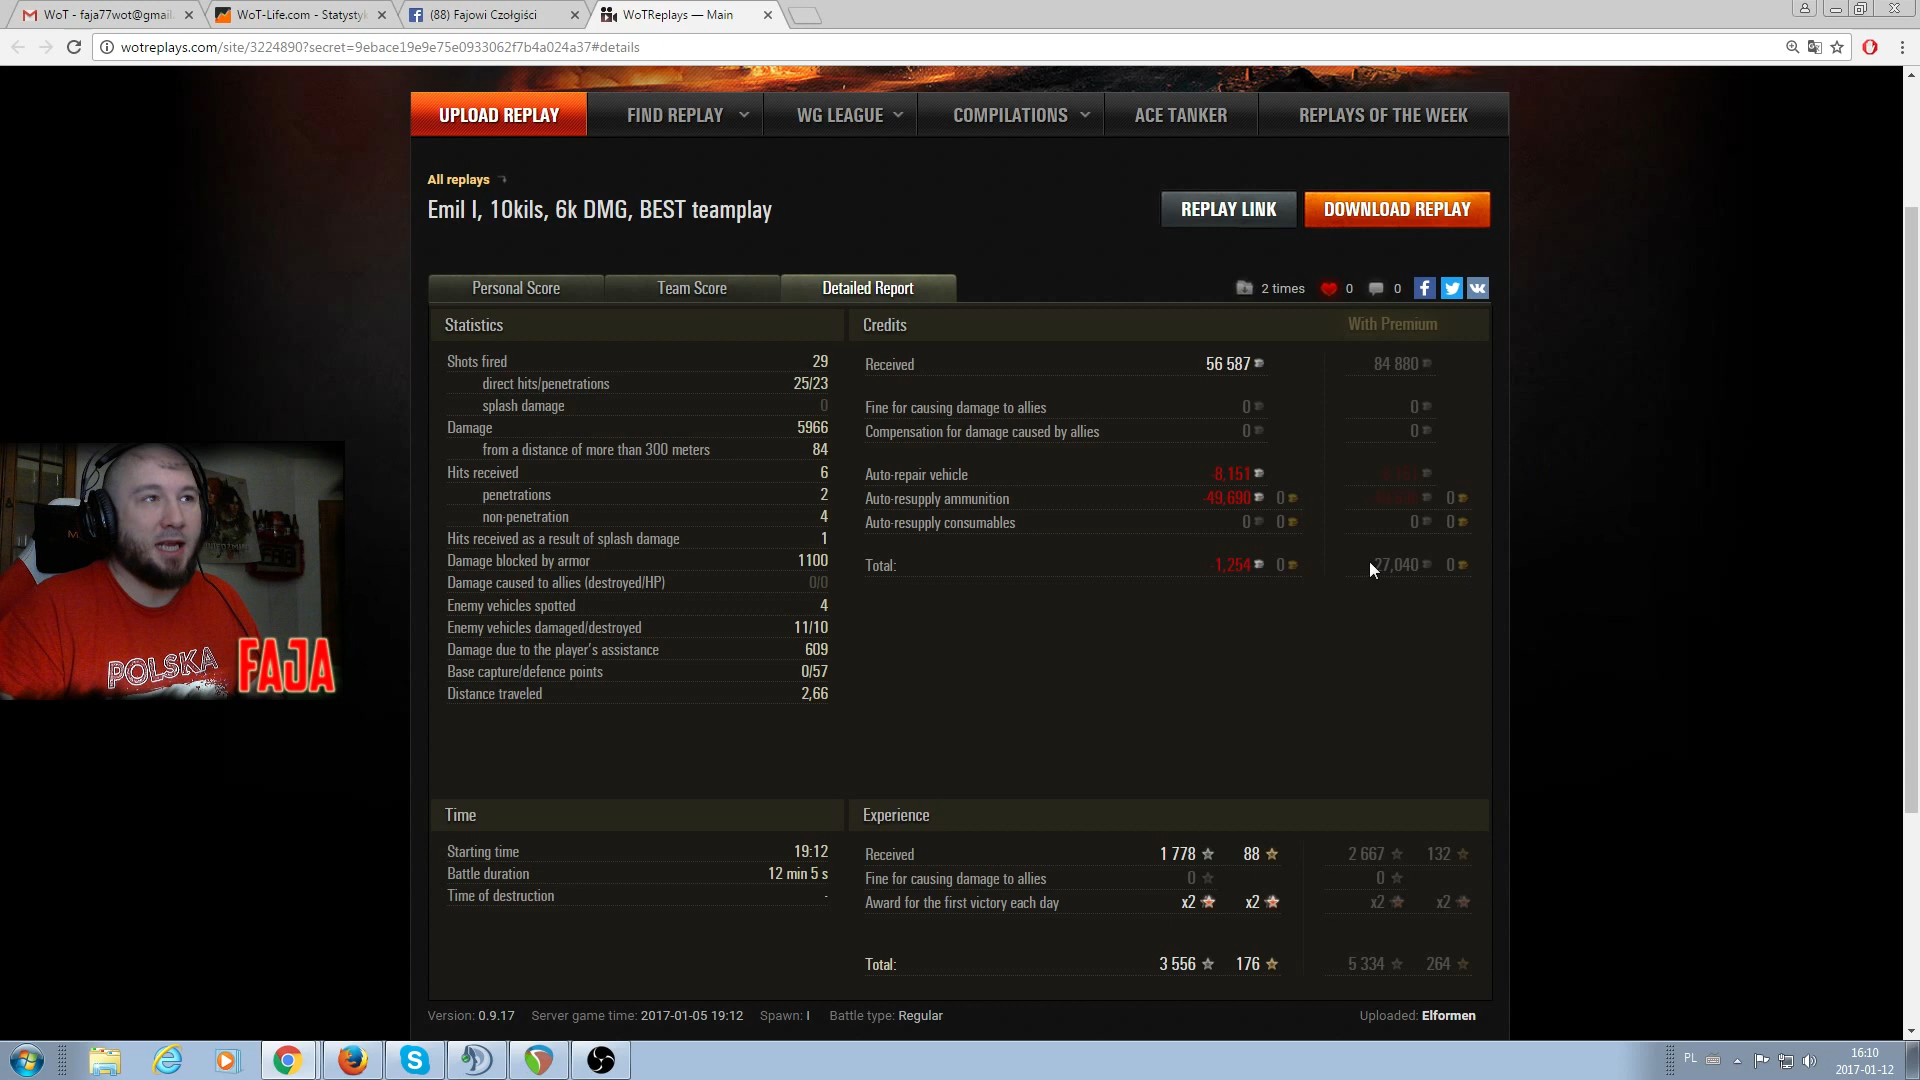 WoT - faja77wot@gmail.
WoT-Life.com - Statystyk
(88) Fajowi Czołgiści
WoTReplays — Main
wotreplays.com/site/3224890?secret=9ebace19e9e75e0933062f7b4a024a37#details
UPLOAD REPLAY
FIND REPLAY
WG LEAGUE
COMPILATIONS
ACE TANKER
REPLAYS OF THE WEEK
All replays
Emil I, 10kils, 6k DMG, BEST teamplay
REPLAY LINK
DOWNLOAD REPLAY
Personal Score
Team Score
Detailed Report
2 times
0
0
Statistics
Shots fired 29
direct hits/penetrations 25/23
splash damage 0
Damage 5966
from a distance of more than 300 meters 84
Hits received 6
penetrations 2
non-penetration 4
Hits received as a result of splash damage 1
Damage blocked by armor 1100
Damage caused to allies (destroyed/HP) 0/0
Enemy vehicles spotted 4
Enemy vehicles damaged/destroyed 11/10
Damage due to the player's assistance 609
Base capture/defence points 0/57
Distance traveled 2,66
Credits With Premium
Received 56 587 84 880
Fine for causing damage to allies 0 0
Compensation for damage caused by allies 0 0
Auto-repair vehicle -8,151
Auto-resupply ammunition -49,690 0 0
Auto-resupply consumables 0 0 0 0
Total: -1,254 0 27,040 0
Time
Starting time 19:12
Battle duration 12 min 5 s
Time of destruction -
Experience
Received 1 778 88 2 667 132
Fine for causing damage to allies 0 0
Award for the first victory each day x2 x2 x2 x2
Total: 3 556 176 5 334 264
Version: 0.9.17 Server game time: 2017-01-05 19:12 Spawn: I Battle type: Regular
Uploaded: Elformen
POLSKA
FAJA
PL
16:10
2017-01-12